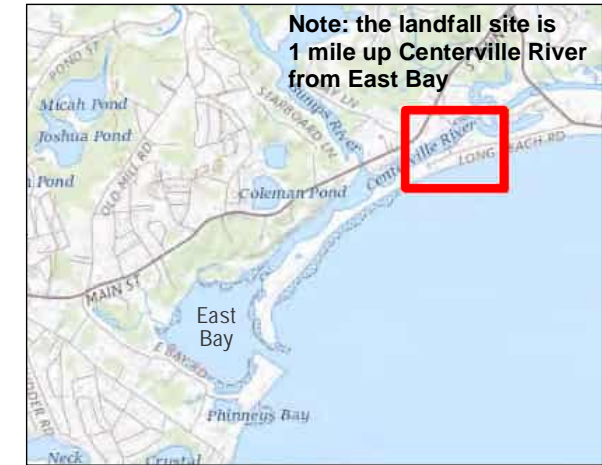 Note: the landfall site is
1 mile up Centerville River
from East Bay
POND ST
Micah Pond
Joshua Pond
Pond
OLD MILL RD
STARBOARD LN
Bumps River
Centerville River
LONG BEACH RD
Coleman Pond
MAIN ST
East
Bay
E BAY RD
Phinneys Bay
Neck
Crystal